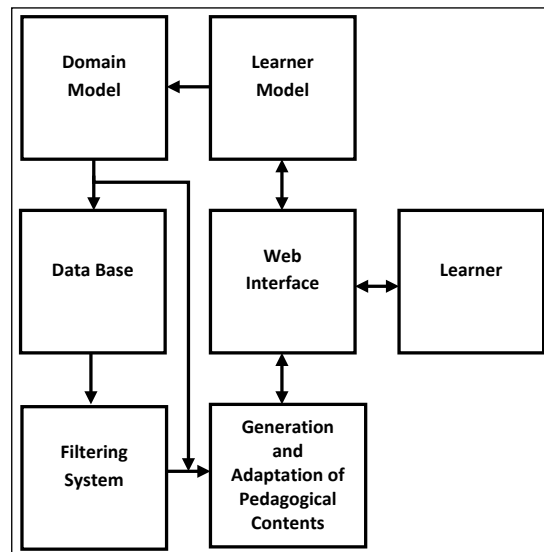 Domain
Model
Learner
Model
Data Base
Web
Interface
Learner
Filtering
System
Generation
and
Adaptation of
Pedagogical
Contents